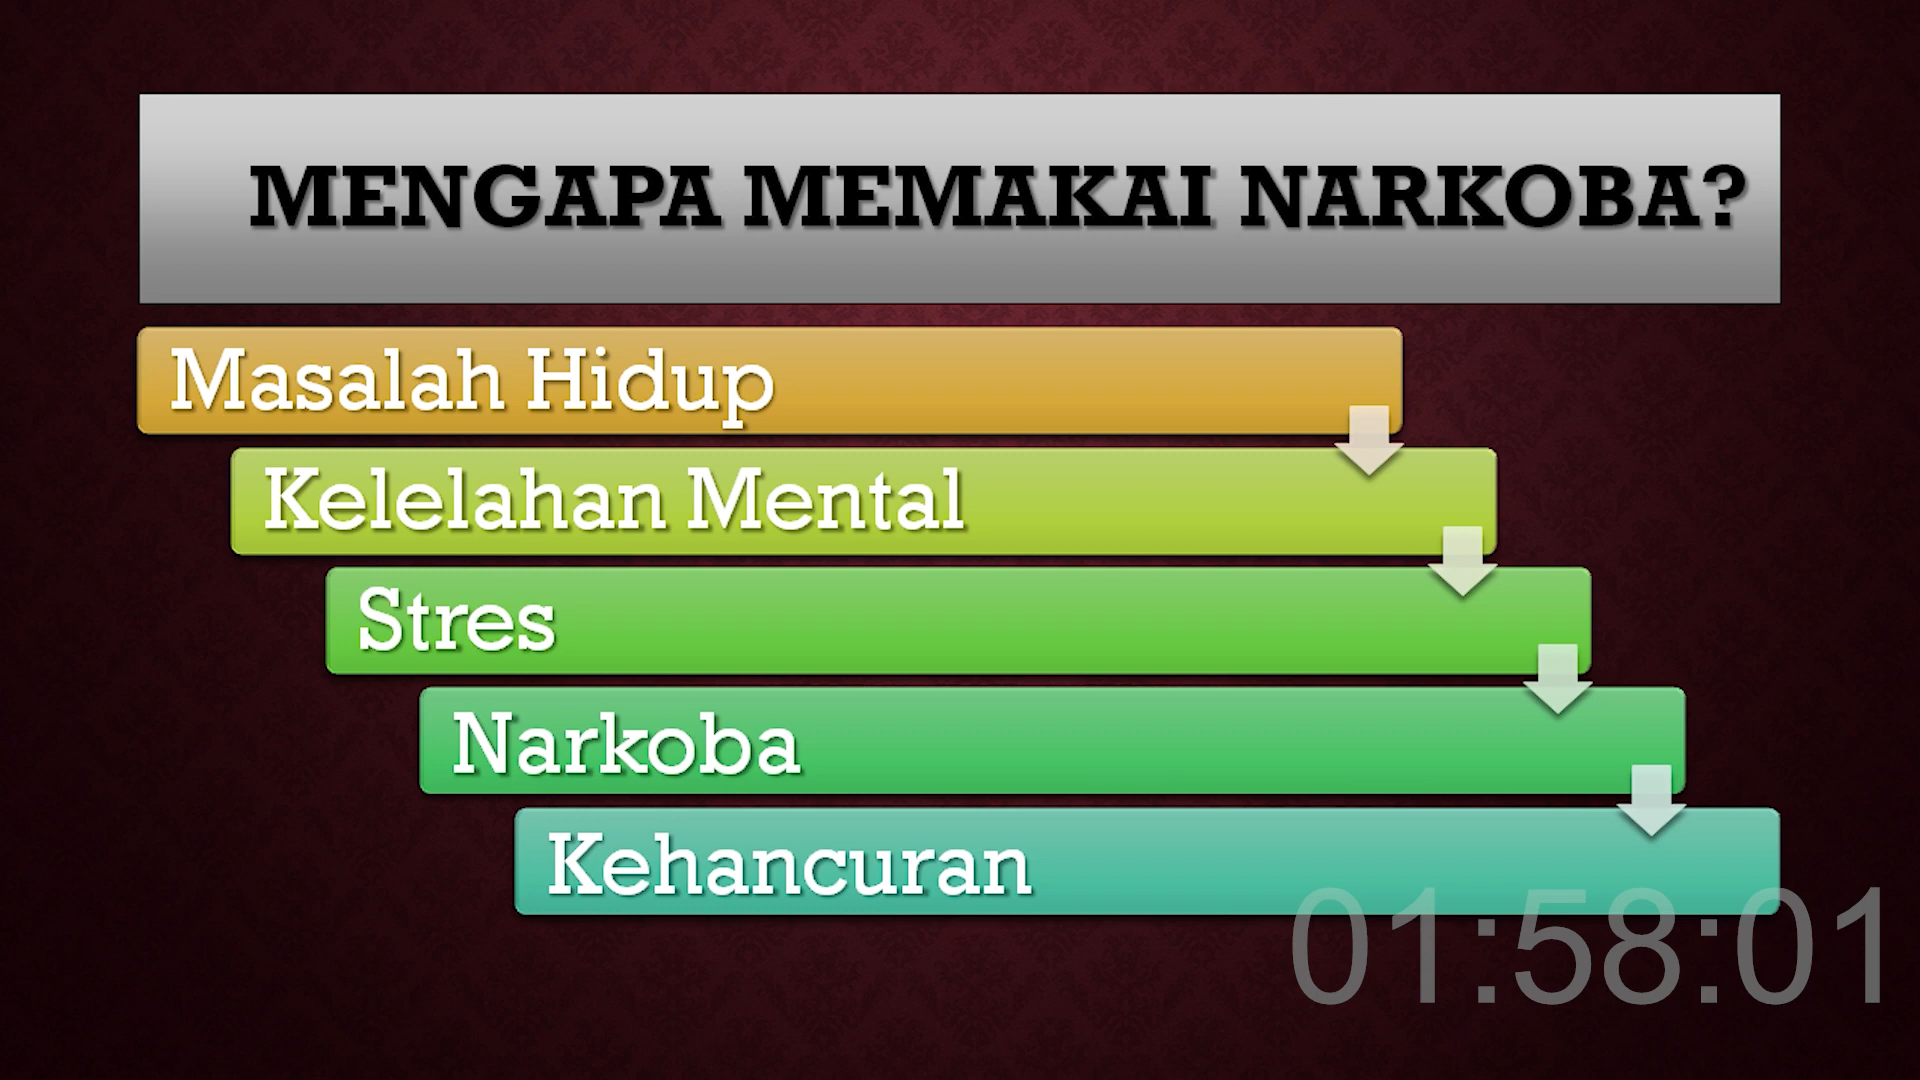 MENGAPA MEMAKAI NARKOBA?
Masalah Hidup
Kelelahan Mental
Stres
Narkoba
Kehancuran
01:58:01